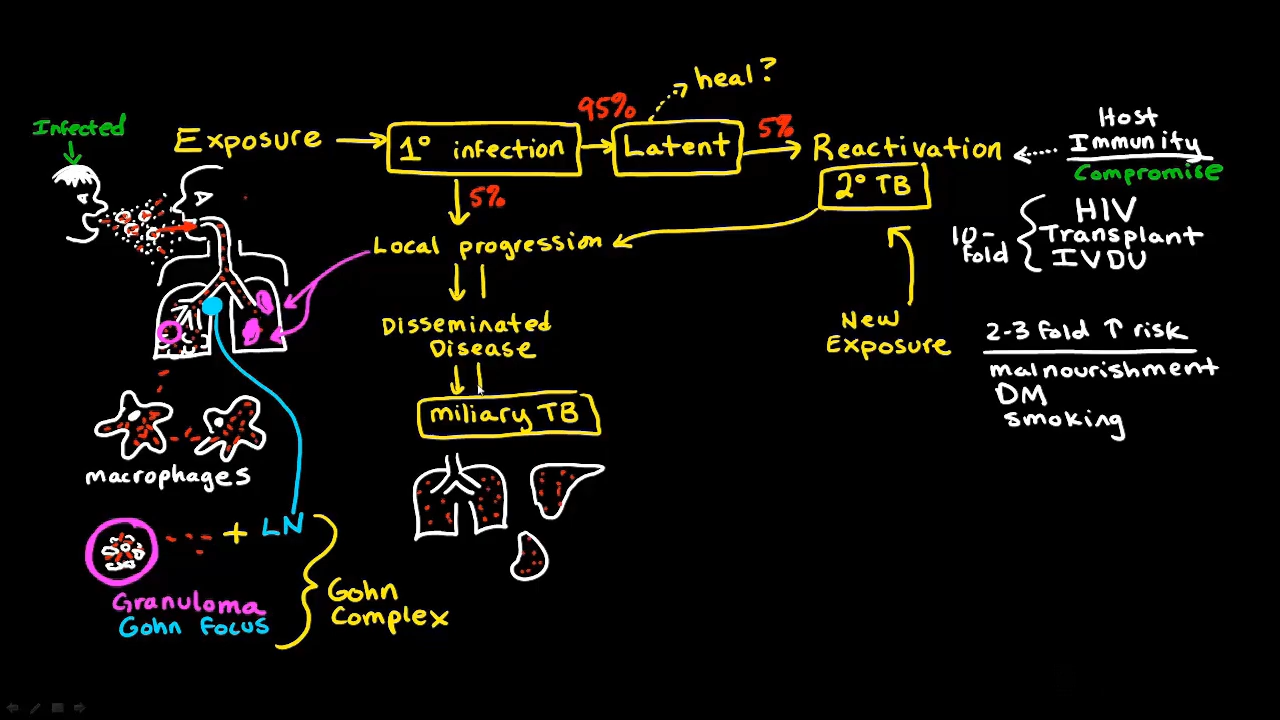 heal?
Infected
Exposure
1° infection
95%
Latent
5%
Reactivation
2° TB
Host
Immunity
Compromise
10-
fold
HIV
Transplant
IVDU
5%
Local progression
Disseminated
Disease
miliary TB
New
Exposure
2-3 fold ↑ risk
malnourishment
DM
smoking
macrophages
+ LN
Granuloma
Gohn Focus
Gohn
Complex